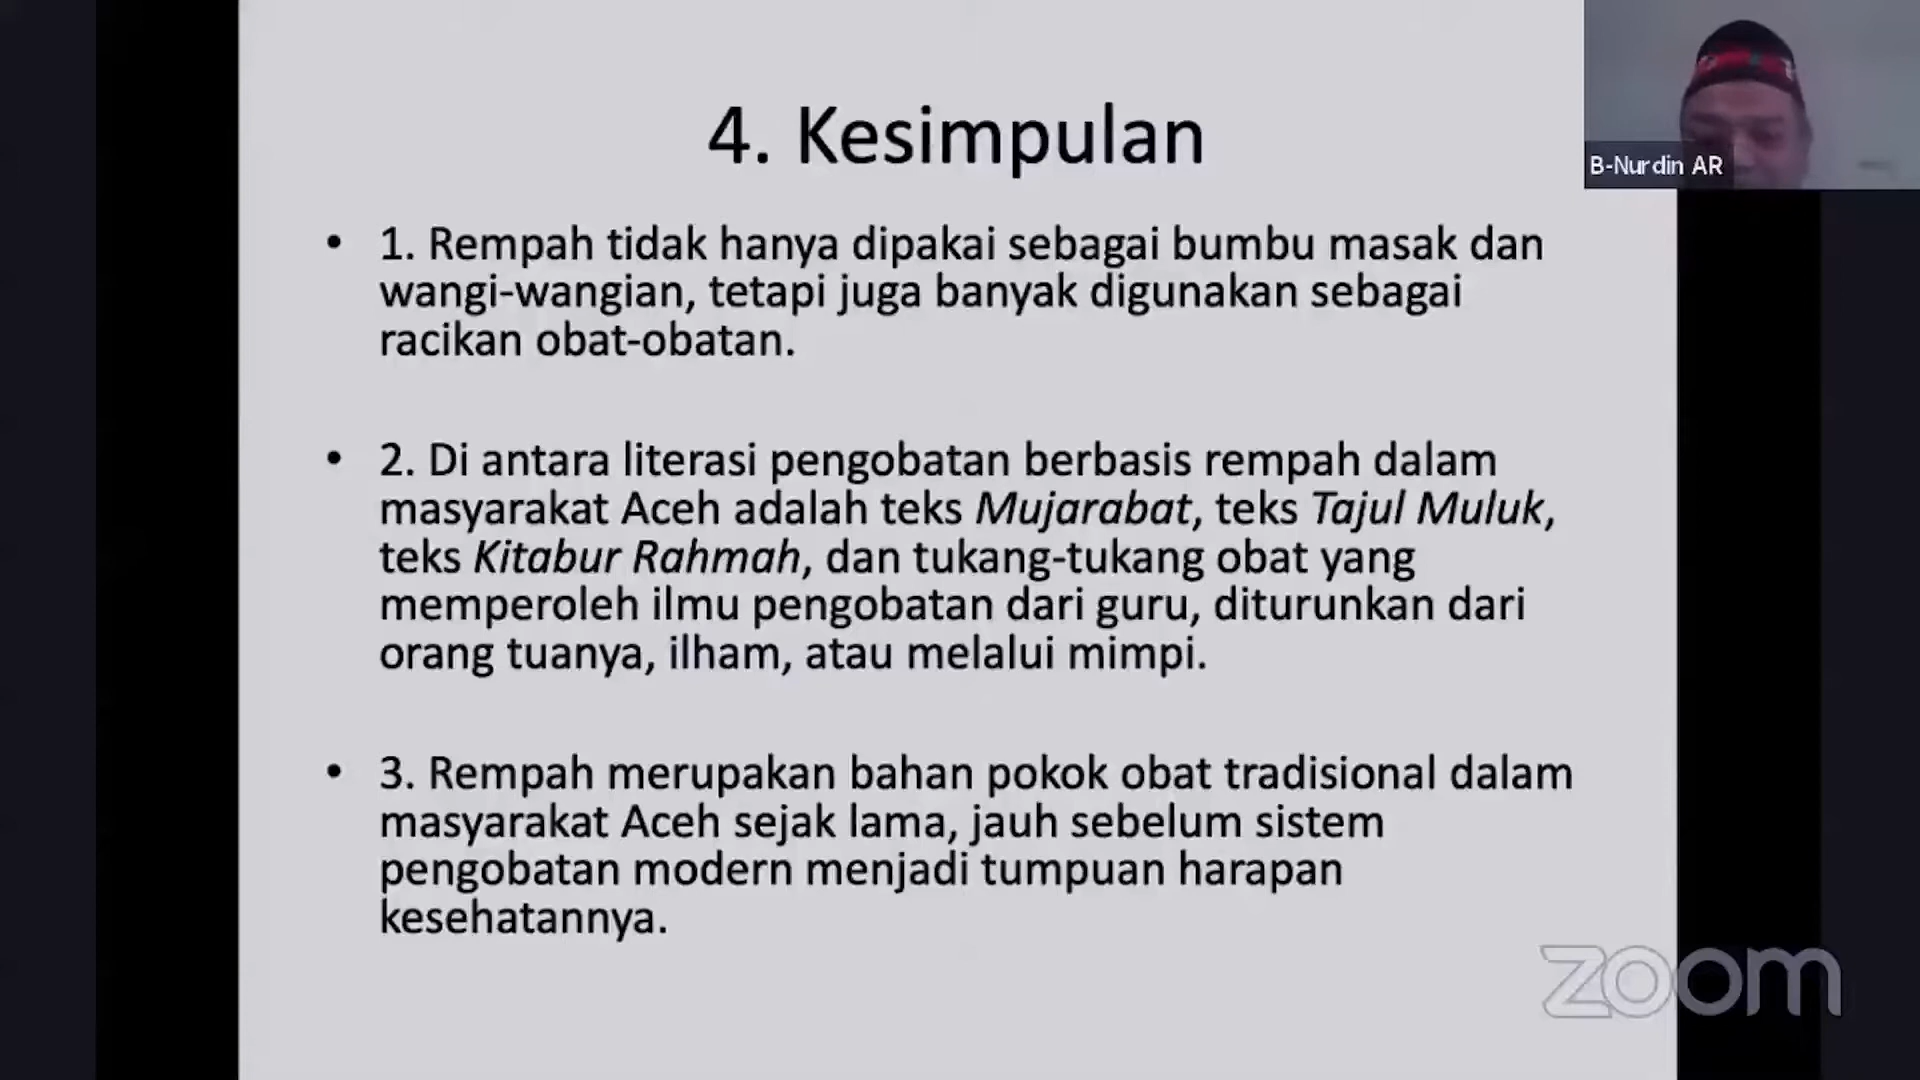 4. Kesimpulan
B-Nurdin AR
• 1. Rempah tidak hanya dipakai sebagai bumbu masak dan
wangi-wangian, tetapi juga banyak digunakan sebagai
racikan obat-obatan.
• 2. Di antara literasi pengobatan berbasis rempah dalam
masyarakat Aceh adalah teks Mujarabat, teks Tajul Muluk,
teks Kitabur Rahmah, dan tukang-tukang obat yang
memperoleh ilmu pengobatan dari guru, diturunkan dari
orang tuanya, ilham, atau melalui mimpi.
• 3. Rempah merupakan bahan pokok obat tradisional dalam
masyarakat Aceh sejak lama, jauh sebelum sistem
pengobatan modern menjadi tumpuan harapan
kesehatannya.
zoom